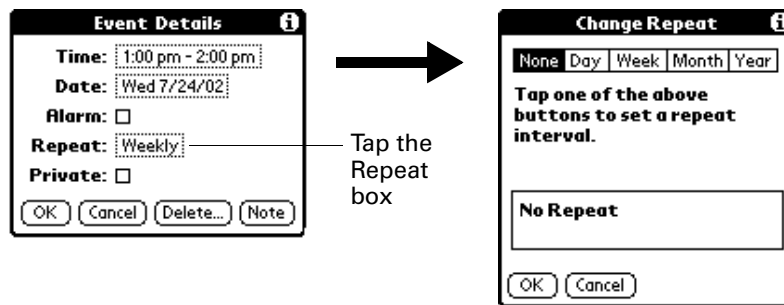 Event Details
Time: 1:00 pm - 2:00 pm
Date: Wed 7/24/02
Alarm:
Repeat: Weekly
Private:
OK Cancel Delete... Note
Tap the
Repeat
box
Change Repeat
None Day Week Month Year
Tap one of the above
buttons to set a repeat
interval.
No Repeat
OK Cancel